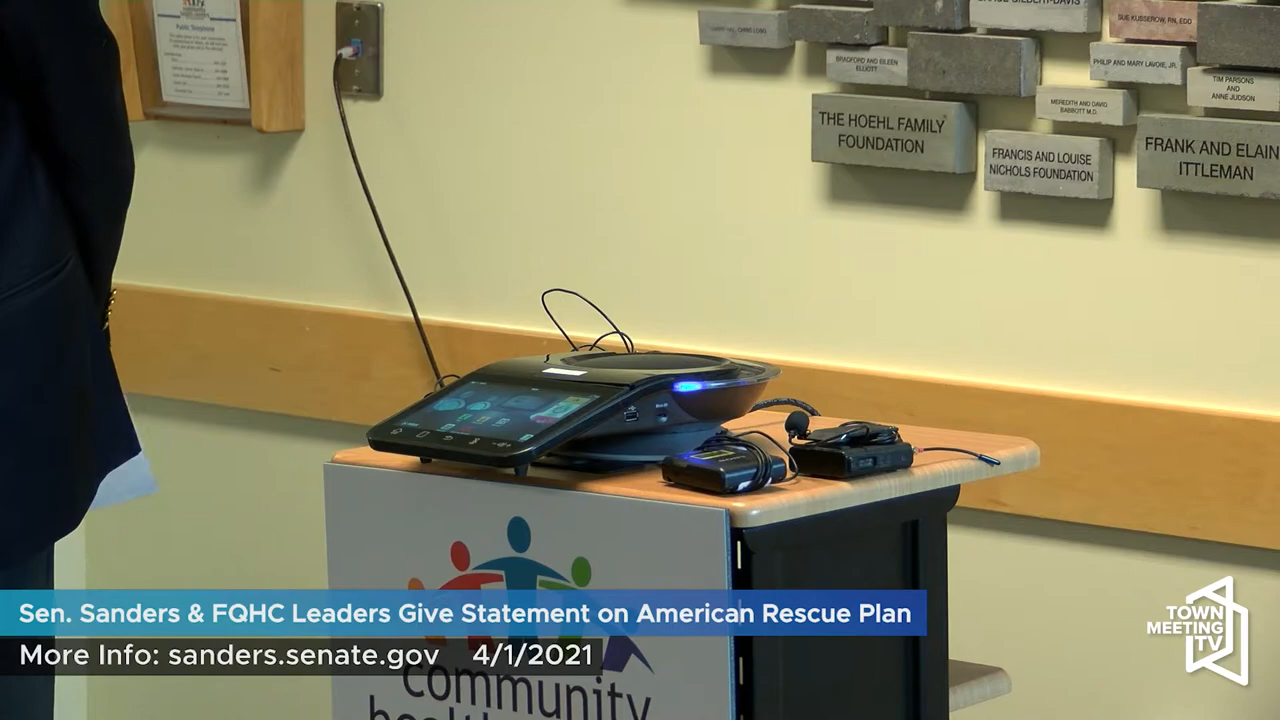 Public Telephone
SUE KUSSEROW, RN, EDD
BRADFORD AND EILEEN
ELLIOTT
PHILIP AND MARY LAVOIE, JR.
TIM PARSONS
AND
ANNE JUDSON
MEREDITH AND DAVID
BABBOTT M.D.
THE HOEHL FAMILY
FOUNDATION
FRANCIS AND LOUISE
NICHOLS FOUNDATION
FRANK AND ELAIN
ITTLEMAN
Sen. Sanders & FQHC Leaders Give Statement on American Rescue Plan
More Info: sanders.senate.gov 4/1/2021
TOWN
MEETING
TV
community